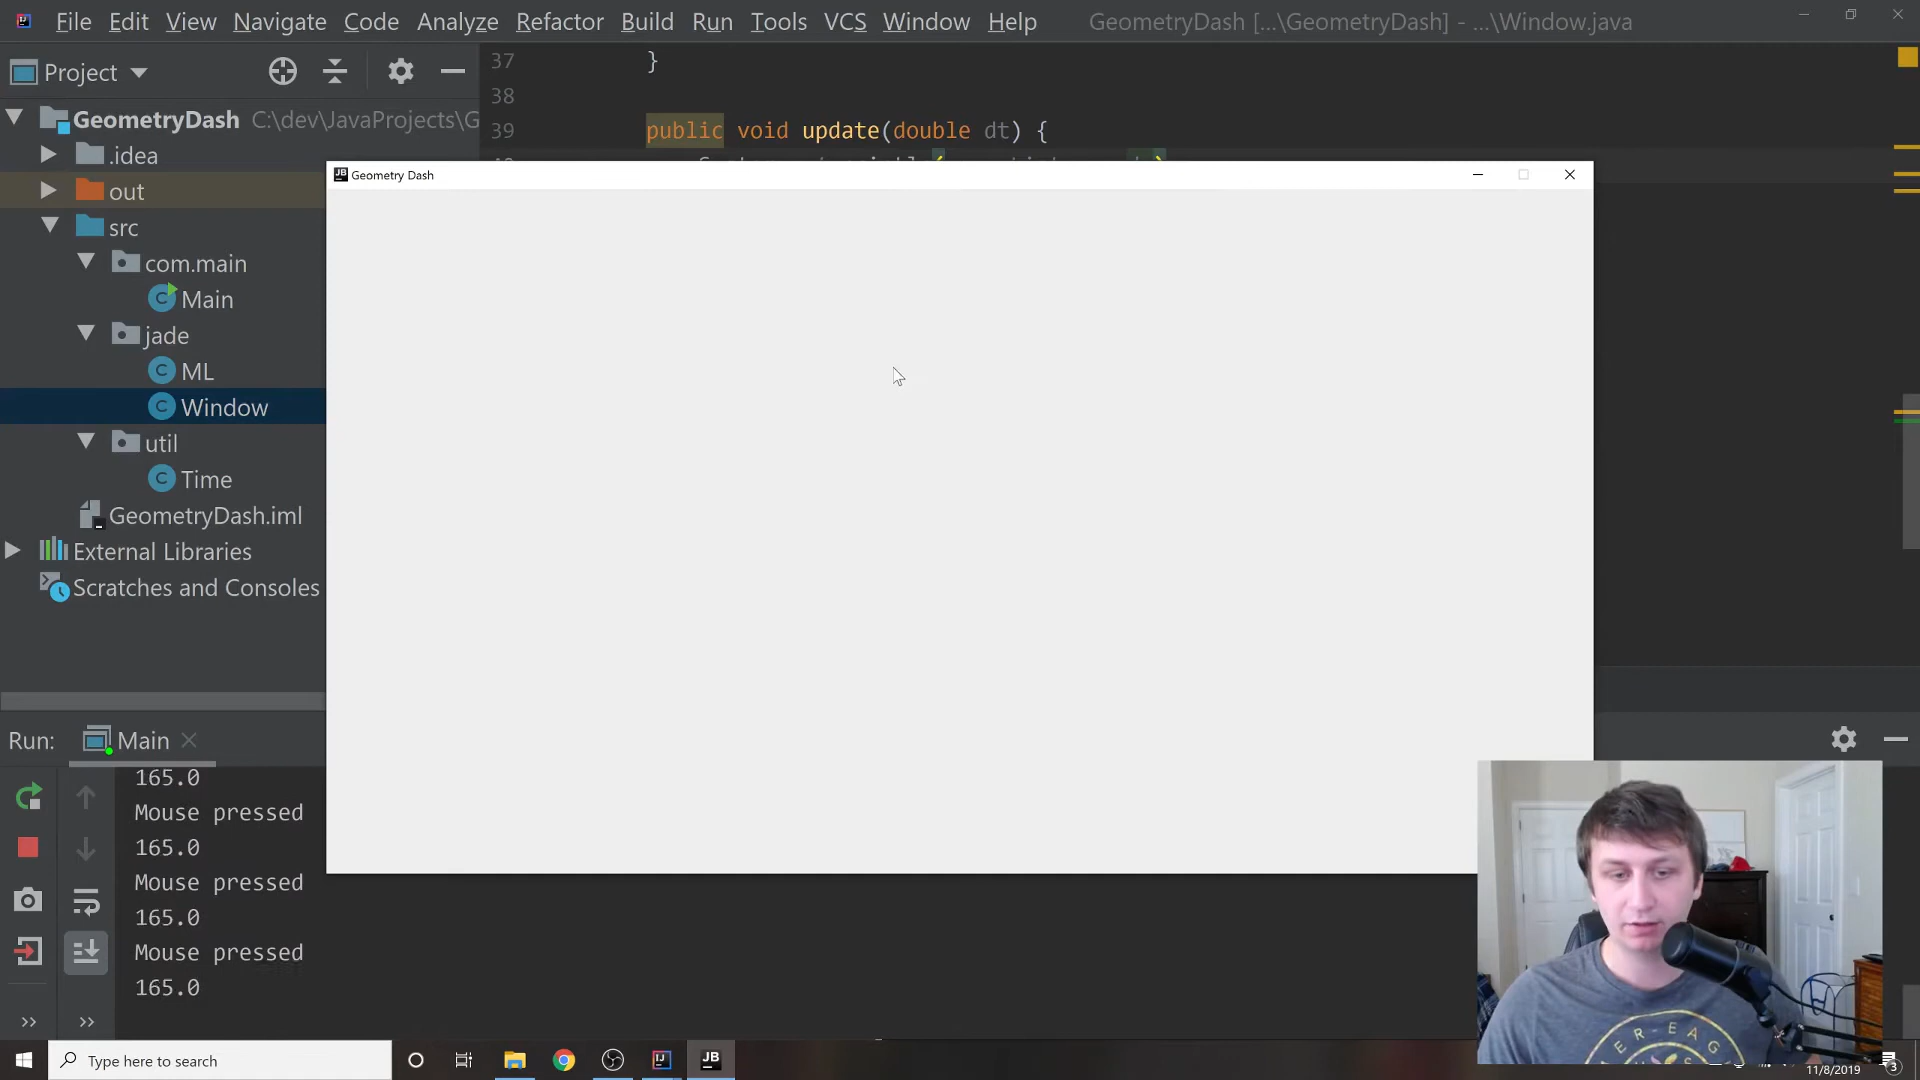 File Edit View Navigate Code Analyze Refactor Build Run Tools VCS Window Help GeometryDash [...\GeometryDash] - ...\Window.java
Project
37 }
38
39 public void update(double dt) {
GeometryDash C:\dev\JavaProjects\G
.idea
out
src
com.main
Main
jade
ML
Window
util
Time
GeometryDash.iml
External Libraries
Scratches and Consoles
JB Geometry Dash
Run: Main
165.0
Mouse pressed
165.0
Mouse pressed
165.0
Mouse pressed
165.0
Type here to search
JB
11/8/2019
3